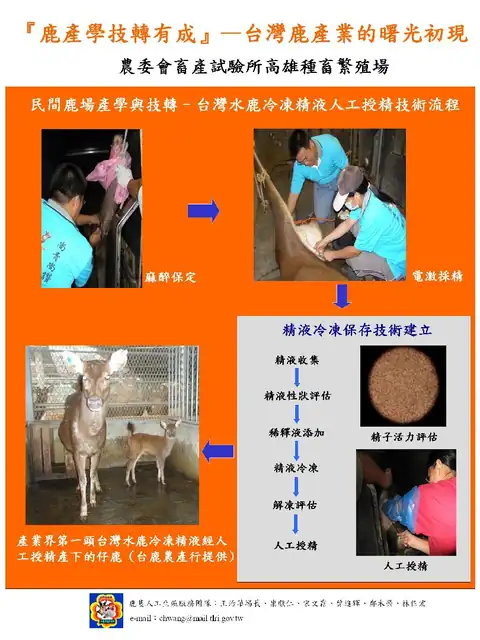 『鹿產學技轉有成』—台灣鹿產業的曙光初現
農委會畜產試驗所高雄種畜繁殖場
民間鹿場產學與技轉–台灣水鹿冷凍精液人工授精技術流程
麻醉保定
電激採精
精液冷凍保存技術建立
精液收集
精液性狀評估
稀釋液添加
精液冷凍
解凍評估
人工授精
精子活力評估
人工授精
產業界第一頭台灣水鹿冷凍精液經人
工授精產下的仔鹿（台鹿農產行提供）
e-mail：chwang@mail.tlri.gov.tw